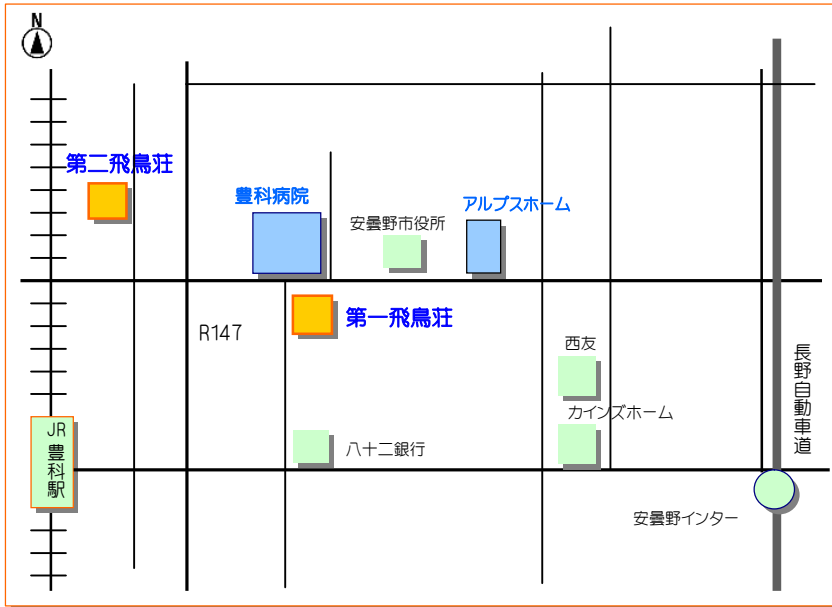 N
第二飛鳥荘
豊科病院
アルプスホーム
安曇野市役所
第一飛鳥荘
R147
西友
長野自動車道
カインズホーム
JR
豊科駅
八十二銀行
安曇野インター